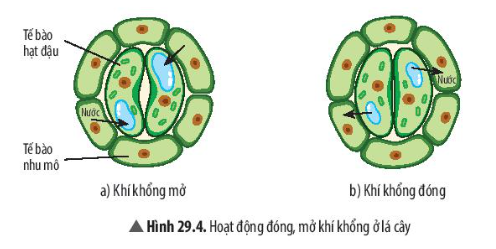 Tế bào
hạt đậu
Nước
Tế bào
nhu mô
a) Khí khổng mở
Nước
b) Khí khổng đóng
▲ Hình 29.4. Hoạt động đóng, mở khí khổng ở lá cây